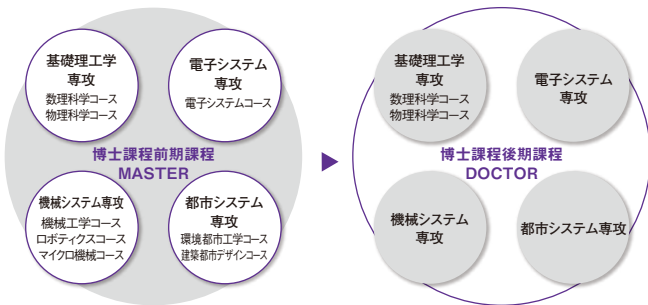 基礎理工学
専攻
数理科学コース
物理科学コース
電子システム
専攻
電子システムコース
博士課程前期課程
MASTER
機械システム専攻
機械工学コース
ロボティクスコース
マイクロ機械コース
都市システム
専攻
環境都市工学コース
建築都市デザインコース
基礎理工学
専攻
数理科学コース
物理科学コース
電子システム
専攻
博士課程後期課程
DOCTOR
機械システム
専攻
都市システム専攻